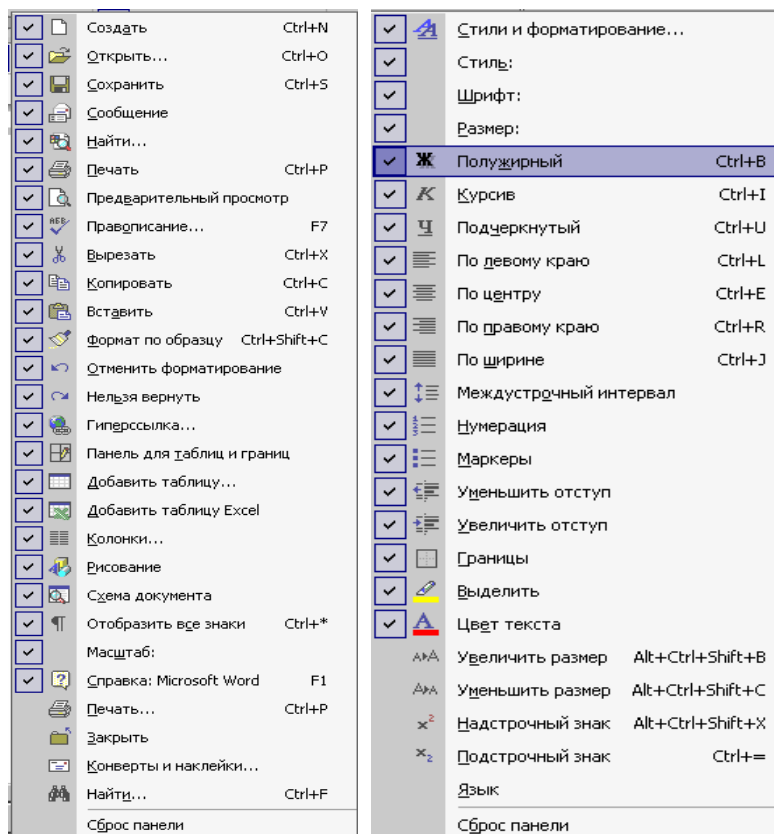 Создать Ctrl+N
Открыть... Ctrl+O
Сохранить Ctrl+S
Сообщение
Найти...
Печать Ctrl+P
Предварительный просмотр
Правописание... F7
Вырезать Ctrl+X
Копировать Ctrl+C
Вставить Ctrl+V
Формат по образцу Ctrl+Shift+C
Отменить форматирование
Нельзя вернуть
Гиперссылка...
Панель для таблиц и границ
Добавить таблицу...
Добавить таблицу Excel
Колонки...
Рисование
Схема документа
Отобразить все знаки Ctrl+*
Масштаб:
Справка: Microsoft Word F1
Печать... Ctrl+P
Закрыть
Конверты и наклейки...
Найти... Ctrl+F
Сброс панели
Стили и форматирование...
Стиль:
Шрифт:
Размер:
Ж Полужирный Ctrl+B
К Курсив Ctrl+I
Ч Подчеркнутый Ctrl+U
По левому краю Ctrl+L
По центру Ctrl+E
По правому краю Ctrl+R
По ширине Ctrl+J
Междустрочный интервал
Нумерация
Маркеры
Уменьшить отступ
Увеличить отступ
Границы
Выделить
A Цвет текста
Увеличить размер Alt+Ctrl+Shift+B
Уменьшить размер Alt+Ctrl+Shift+C
x² Надстрочный знак Alt+Ctrl+Shift+X
x₂ Подстрочный знак Ctrl+=
Язык
Сброс панели